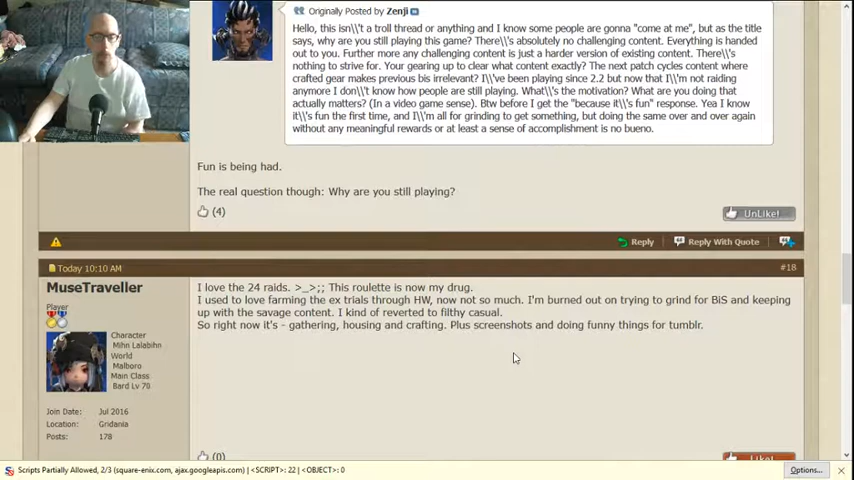 Originally Posted by Zenji
Hello, this isn\\'t a troll thread or anything and I know some people are gonna "come at me", but as the title
says, why are you still playing this game? There\\'s absolutely no challenging content. Everything is handed
out to you. Further more any challenging content is just a harder version of existing content. There\\'s
nothing to strive for. Your gearing up to clear what content exactly? The next patch cycles content where
crafted gear makes previous bis irrelevant? I\\'ve been playing since 2.2 but now that I\\'m not raiding
anymore I don\\'t know how people are still playing. What\\'s the motivation? What are you doing that
actually matters? (In a video game sense). Btw before I get the "because it\\'s fun" response. Yea I know
it\\'s fun the first time, and I\\'m all for grinding to get something, but doing the same over and over again
without any meaningful rewards or at least a sense of accomplishment is no bueno.
Fun is being had.
The real question though: Why are you still playing?
(4)
UnLike!
Reply
Reply With Quote
Today 10:10 AM
#18
MuseTraveller
Player
Character
Mihn Lalabihn
World
Malboro
Main Class
Bard Lv 70
Join Date: Jul 2016
Location: Gridania
Posts: 178
I love the 24 raids. >_>;; This roulette is now my drug.
I used to love farming the ex trials through HW, now not so much. I'm burned out on trying to grind for BiS and keeping
up with the savage content. I kind of reverted to filthy casual.
So right now it's - gathering, housing and crafting. Plus screenshots and doing funny things for tumblr.
(0)
Like!
Scripts Partially Allowed, 2/3 (square-enix.com, ajax.googleapis.com) | <SCRIPT>: 22 | <OBJECT>: 0
Options...